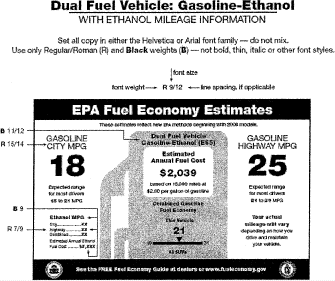 Dual Fuel Vehicle: Gasoline-Ethanol
WITH ETHANOL MILEAGE INFORMATION
Set all copy in either the Helvetica or Arial font family — do not mix.
Use only Regular/Roman (R) and Black weights (B) — not bold, thin, italic or other font styles.
font size
font weight R 9/12 line spacing, if applicable
EPA Fuel Economy Estimates
These estimates reflect new EPA methods beginning with 2008 models.
B 11/12
Dual Fuel Vehicle
Gasoline-Ethanol (E85)
R 15/14
GASOLINE
CITY MPG
18
Expected range
for most drivers
15 to 21 MPG
Estimated
Annual Fuel Cost
$2,039
based on 15,000 miles at
$2.80 per gallon of gasoline
Combined Gasoline
Fuel Economy
This Vehicle
21
All SUVs
GASOLINE
HIGHWAY MPG
25
Expected range
for most drivers
21 to 29 MPG
Your actual
mileage will vary
depending on how you
drive and maintain
your vehicle.
B 9
R 7/9
Ethanol MPG
City XX
Highway XX
Combined XX
Estimated Annual Ethanol
Fuel Cost
See the FREE Fuel Economy Guide at dealers or www.fueleconomy.gov